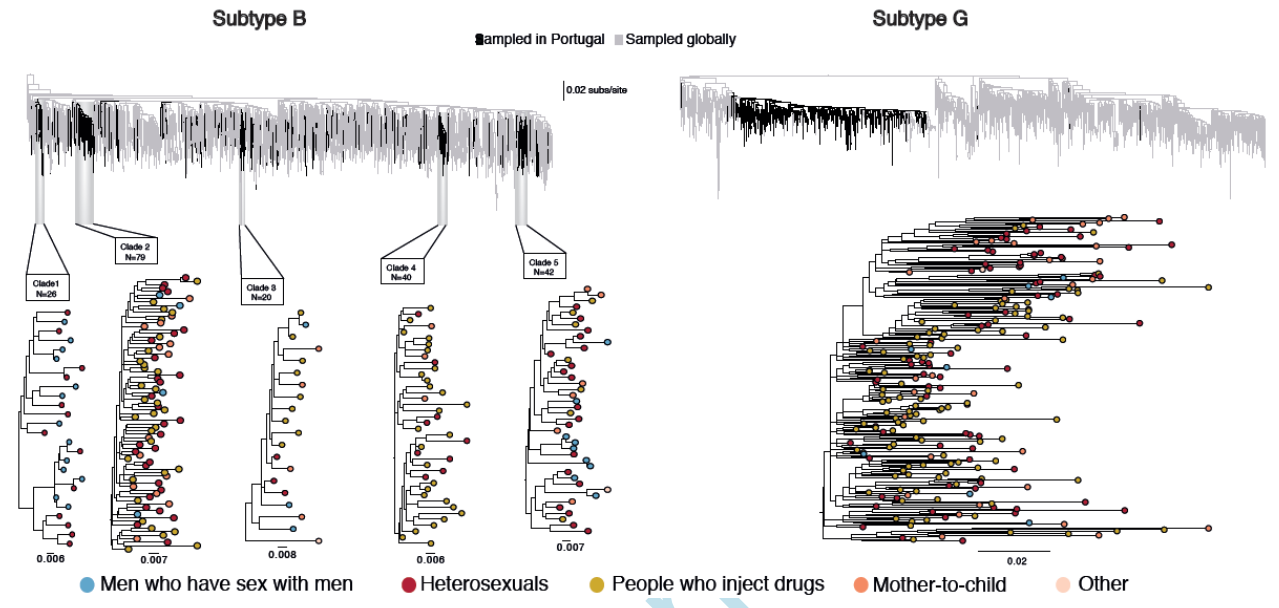 Subtype B
Subtype G
Sampled in Portugal Sampled globally
0.02 subs/site
Clade 2
N=79
Clade 5
N=42
Clade 4
N=40
Clade1
N=26
Clade 3
N=20
0.006
0.007
0.008
0.006
0.007
0.02
Men who have sex with men Heterosexuals People who inject drugs Mother-to-child Other